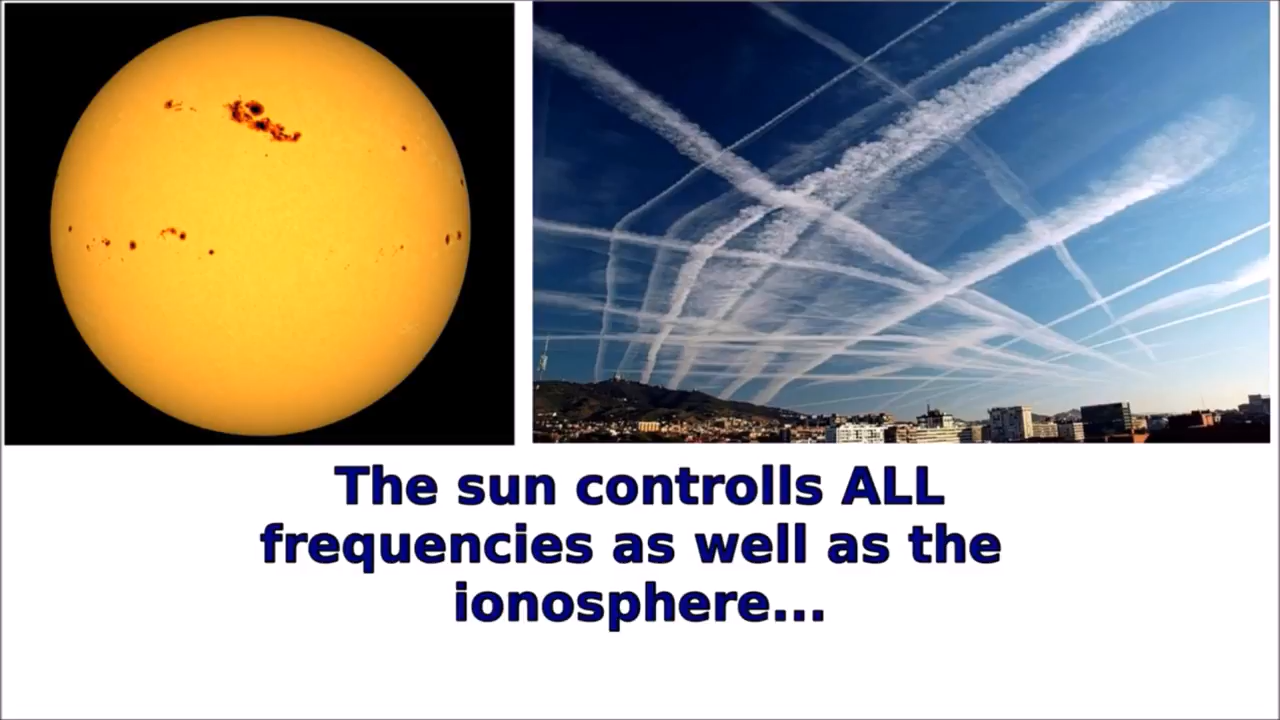 The sun controlls ALL
frequencies as well as the
ionosphere...